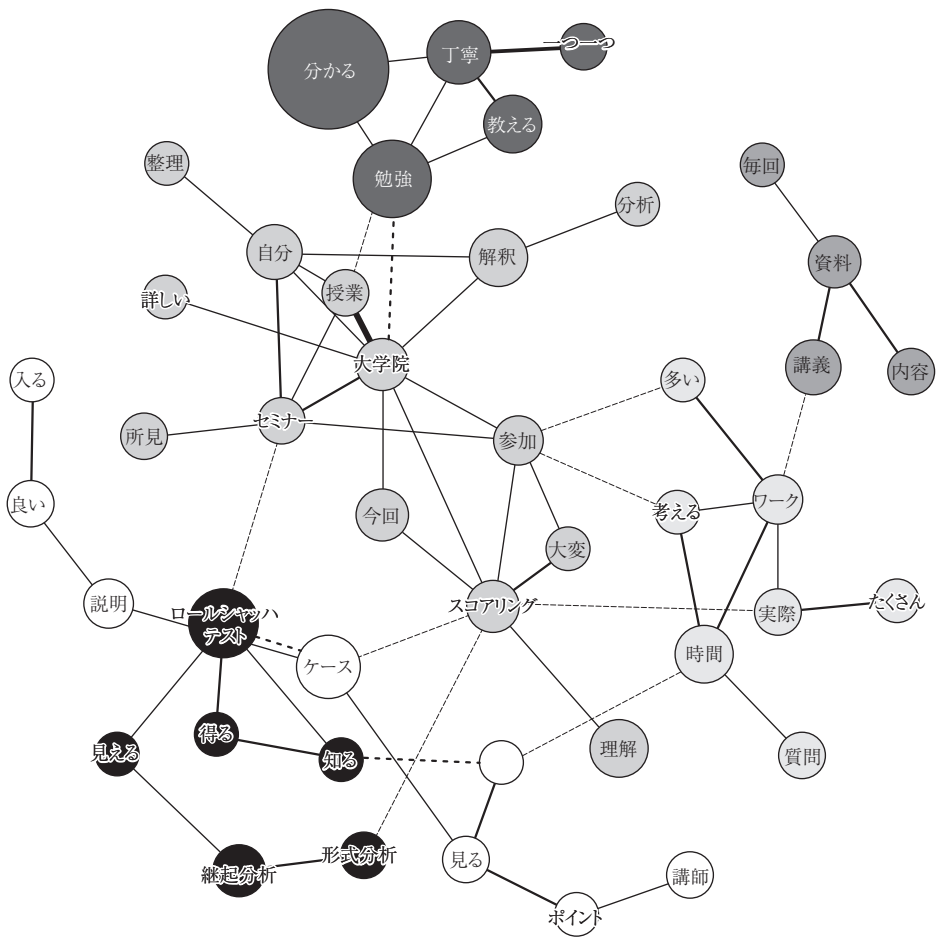 分かる
丁寧
一つ一つ
教える
勉強
整理
毎回
分析
自分
解釈
資料
授業
詳しい
大学院
講義
内容
入る
多い
セミナー
所見
参加
良い
ワーク
考える
今回
大変
説明
ロールシャッハ
テスト
スコアリング
実際
たくさん
ケース
時間
得る
見える
知る
理解
質問
継起分析
形式分析
見る
講師
ポイント